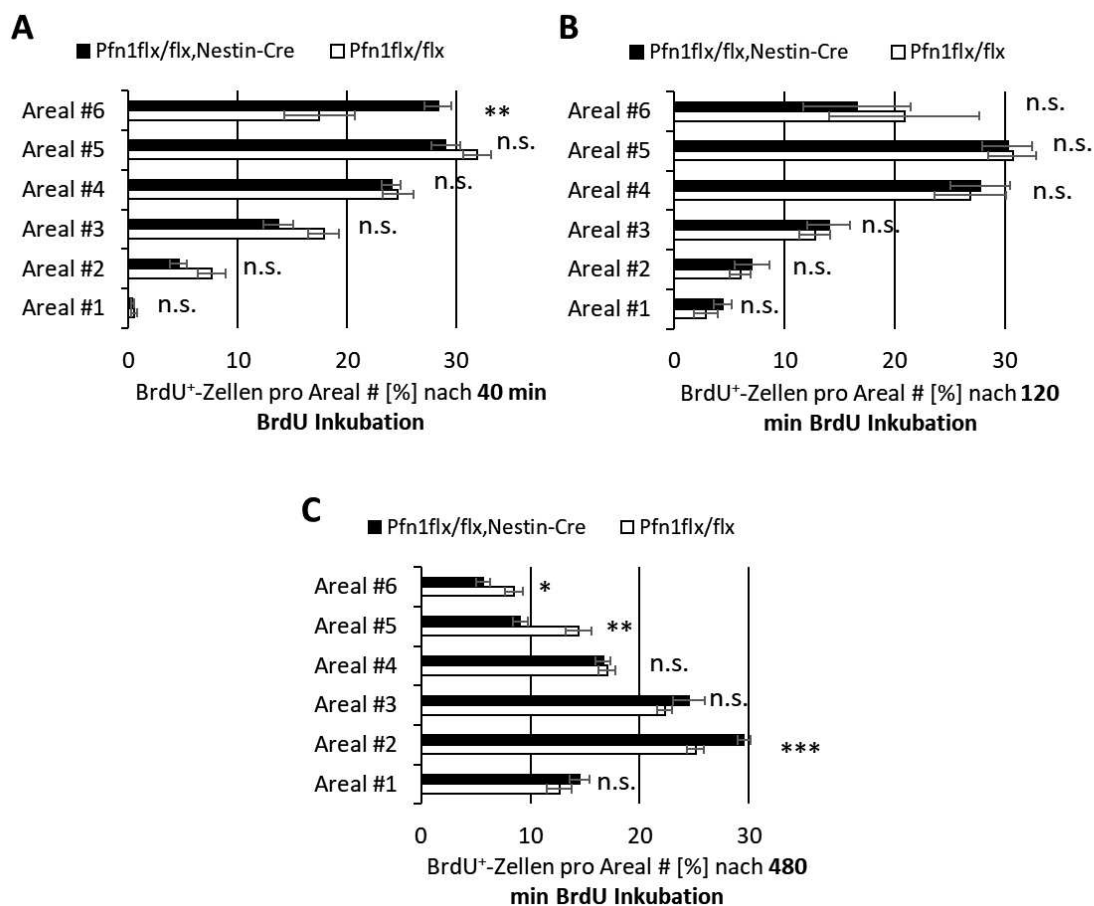 A
Pfn1flx/flx,Nestin-Cre Pfn1flx/flx
Areal #6 **
Areal #5 n.s.
Areal #4 n.s.
Areal #3 n.s.
Areal #2 n.s.
Areal #1 n.s.
0 10 20 30
BrdU⁺-Zellen pro Areal # [%] nach 40 min
BrdU Inkubation
B
Pfn1flx/flx,Nestin-Cre Pfn1flx/flx
Areal #6 n.s.
Areal #5 n.s.
Areal #4 n.s.
Areal #3 n.s.
Areal #2 n.s.
Areal #1 n.s.
0 10 20 30
BrdU⁺-Zellen pro Areal # [%] nach 120
min BrdU Inkubation
C
Pfn1flx/flx,Nestin-Cre Pfn1flx/flx
Areal #6 *
Areal #5 **
Areal #4 n.s.
Areal #3 n.s.
Areal #2 ***
Areal #1 n.s.
0 10 20 30
BrdU⁺-Zellen pro Areal # [%] nach 480
min BrdU Inkubation